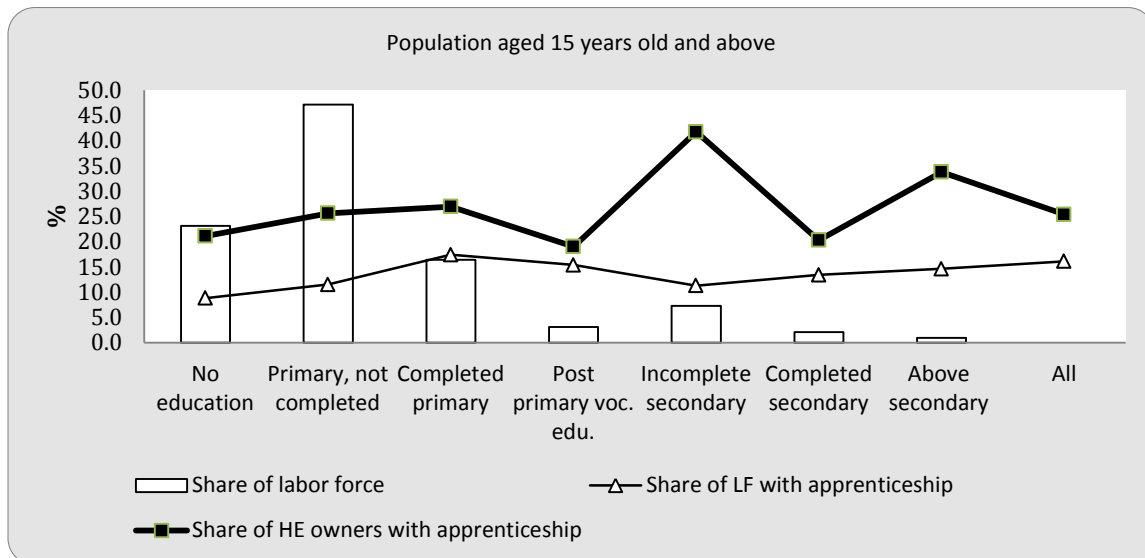 Population aged 15 years old and above
50.0
45.0
40.0
35.0
30.0
25.0
20.0
15.0
10.0
5.0
0.0
%
No education
Primary, not completed
Completed primary
Post primary voc. edu.
Incomplete secondary
Completed secondary
Above secondary
All
Share of labor force
Share of LF with apprenticeship
Share of HE owners with apprenticeship